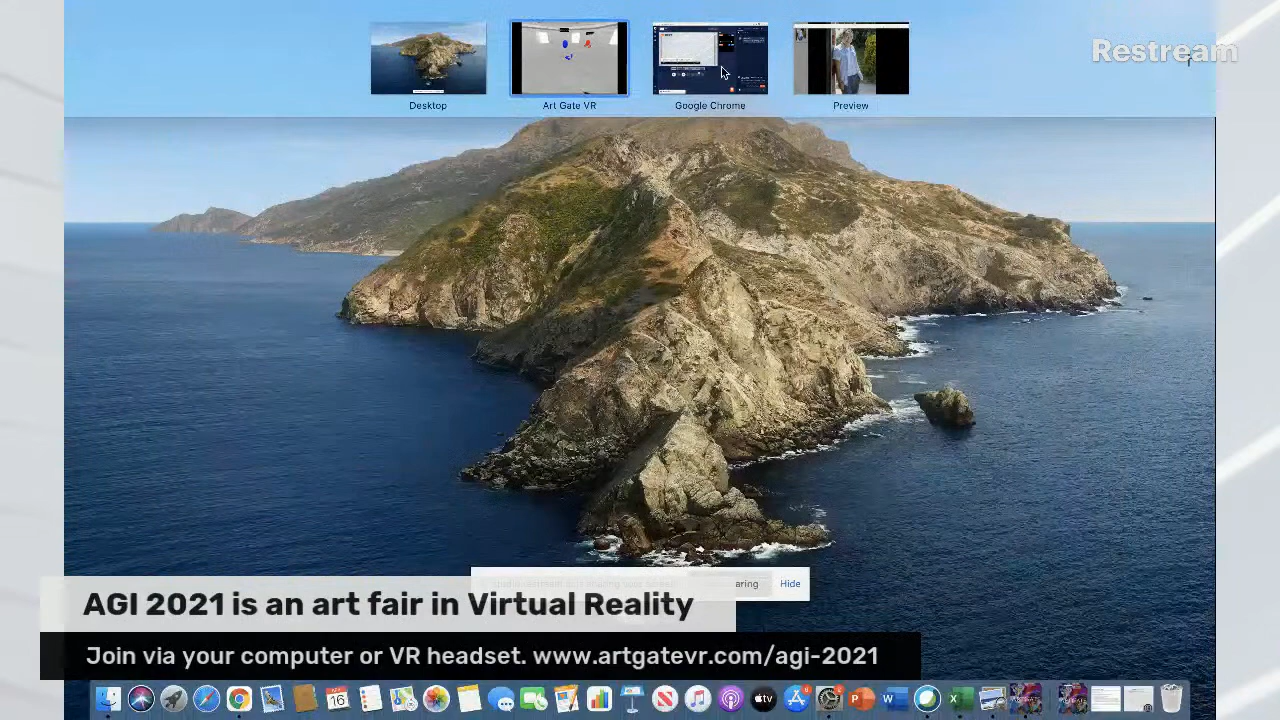 Restream
Desktop
Art Gate VR
Google Chrome
Preview
aring
Hide
AGI 2021 is an art fair in Virtual Reality
Join via your computer or VR headset. www.artgatevr.com/agi-2021
tv